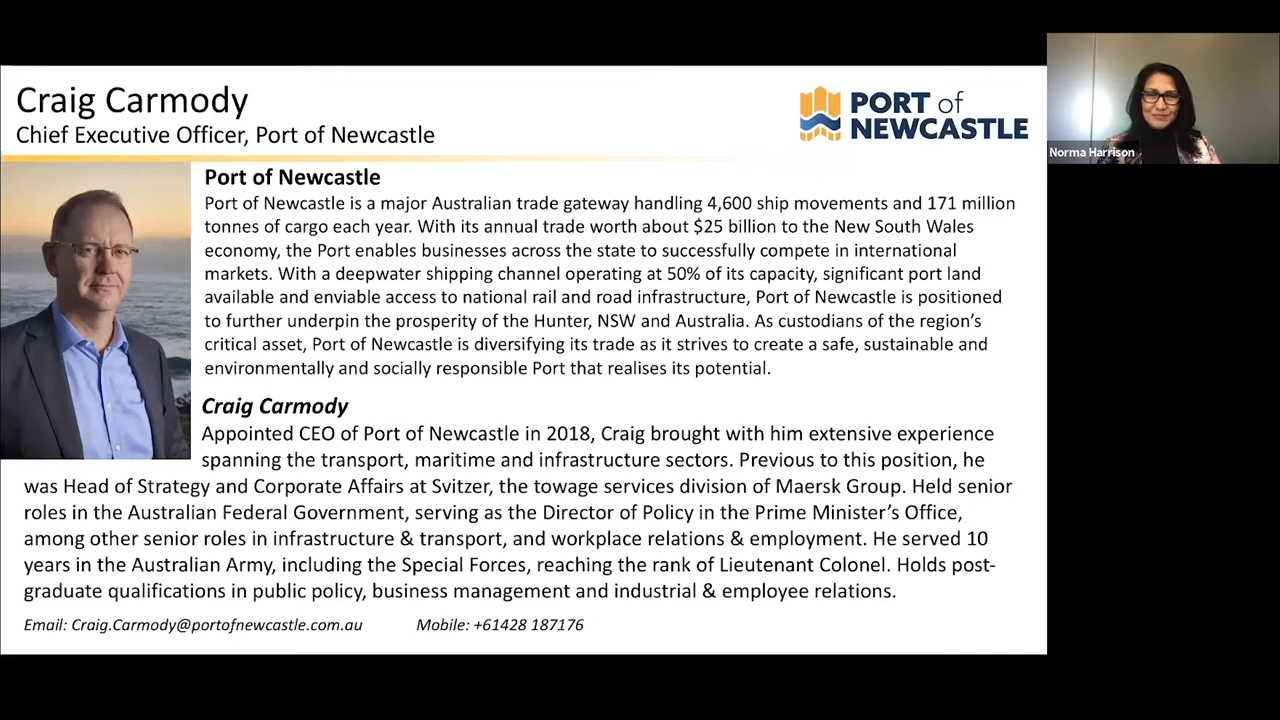 Craig Carmody
Chief Executive Officer, Port of Newcastle
PORT of
NEWCASTLE
Norma Harrison
Port of Newcastle
Port of Newcastle is a major Australian trade gateway handling 4,600 ship movements and 171 million
tonnes of cargo each year. With its annual trade worth about $25 billion to the New South Wales
economy, the Port enables businesses across the state to successfully compete in international
markets. With a deepwater shipping channel operating at 50% of its capacity, significant port land
available and enviable access to national rail and road infrastructure, Port of Newcastle is positioned
to further underpin the prosperity of the Hunter, NSW and Australia. As custodians of the region’s
critical asset, Port of Newcastle is diversifying its trade as it strives to create a safe, sustainable and
environmentally and socially responsible Port that realises its potential.
Craig Carmody
Appointed CEO of Port of Newcastle in 2018, Craig brought with him extensive experience
spanning the transport, maritime and infrastructure sectors. Previous to this position, he
was Head of Strategy and Corporate Affairs at Svitzer, the towage services division of Maersk Group. Held senior
roles in the Australian Federal Government, serving as the Director of Policy in the Prime Minister’s Office,
among other senior roles in infrastructure & transport, and workplace relations & employment. He served 10
years in the Australian Army, including the Special Forces, reaching the rank of Lieutenant Colonel. Holds post-
graduate qualifications in public policy, business management and industrial & employee relations.
Email: Craig.Carmody@portofnewcastle.com.au Mobile: +61428 187176